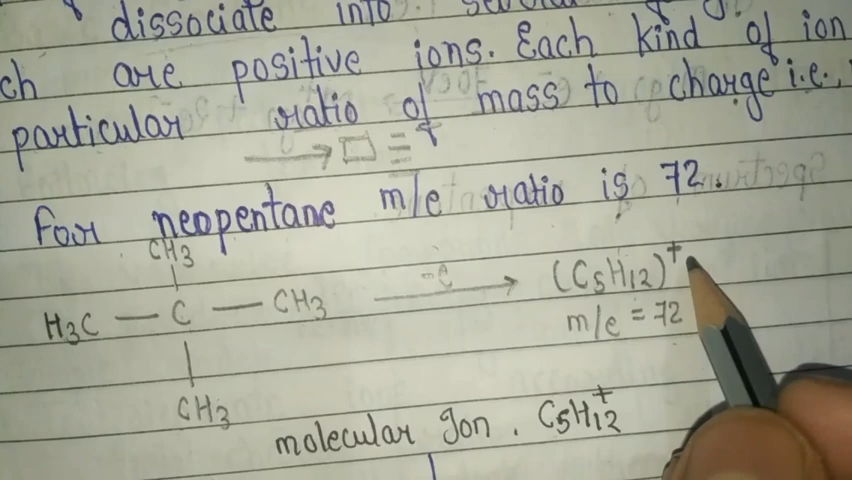 dissociate into
ch are positive ions. Each kind of ion
particular ratio of mass to charge i.e.,
For neopentane m/e ratio is 72.
CH3
H3C — C — CH3 -e → (C5H12)+
m/e = 72
CH3
molecular Ion. C5H12+